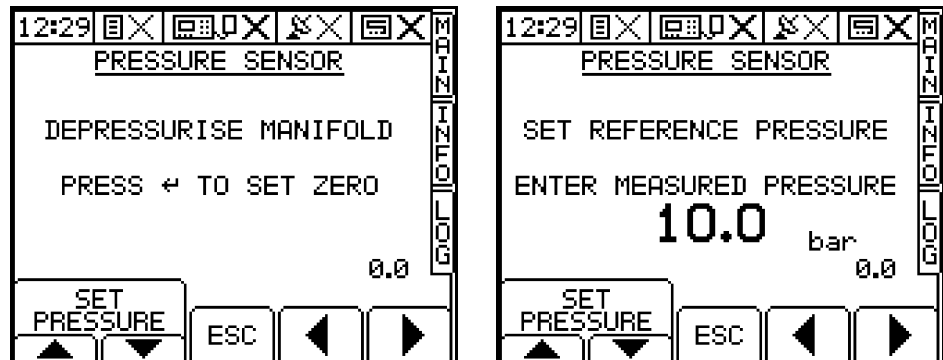 12:29
PRESSURE SENSOR
DEPRESSURISE MANIFOLD
PRESS ↵ TO SET ZERO
0.0
SET
PRESSURE
ESC
MAIN
INFO
LOG
12:29
PRESSURE SENSOR
SET REFERENCE PRESSURE
ENTER MEASURED PRESSURE
10.0 bar
0.0
SET
PRESSURE
ESC
MAIN
INFO
LOG